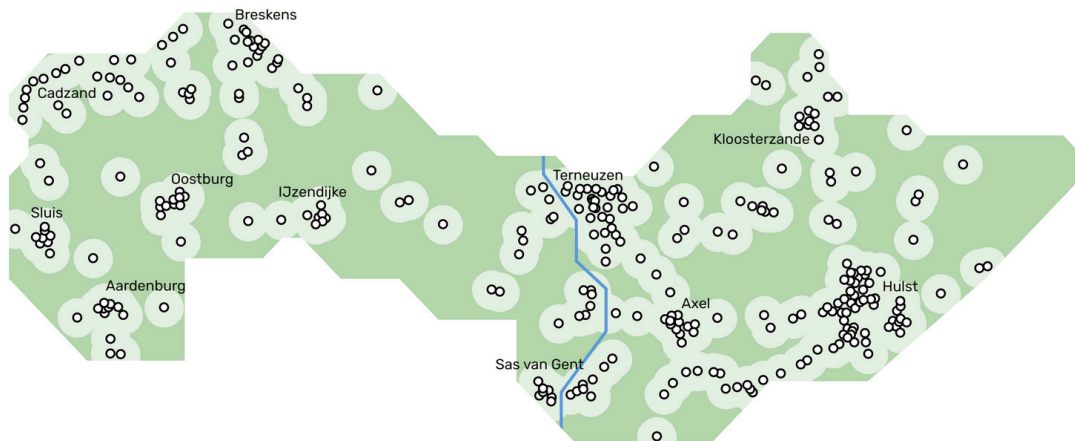 Breskens
Cadzand
Kloosterzande
Terneuzen
Oostburg
IJzendijke
Sluis
Aardenburg
Hulst
Axel
Sas van Gent